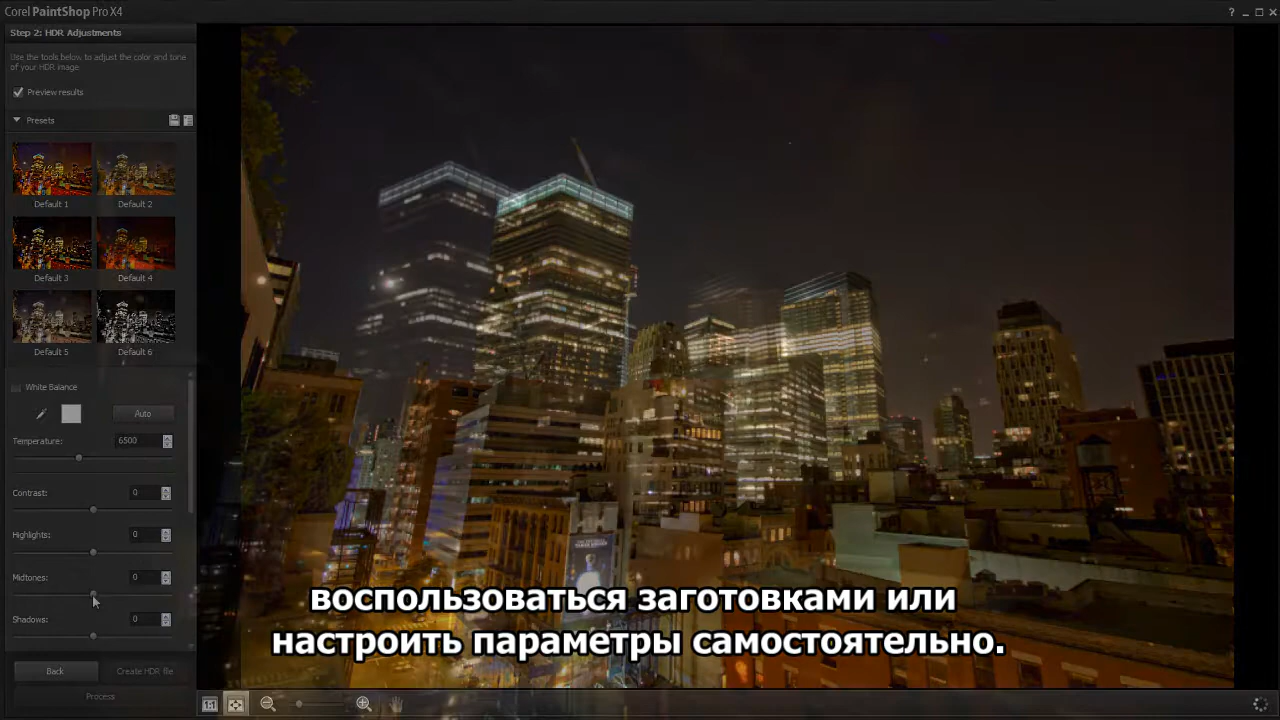 Corel PaintShop Pro X4
Step 2: HDR Adjustments
Use the tools below to adjust the color and tone
of your HDR image.
Preview results
Presets
Default 1
Default 2
Default 3
Default 4
Default 5
Default 6
White Balance
Auto
Temperature: 6500
Contrast: 0
Highlights: 0
Midtones: 0
Shadows: 0
Back
Create HDR file
Process
1:1
воспользоваться заготовками или
настроить параметры самостоятельно.